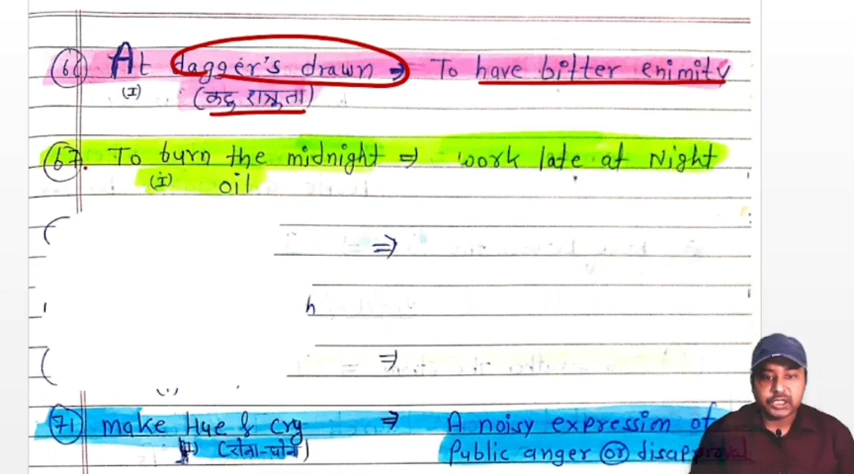 66 At dagger's drawn ⇒ To have bitter enimity
(I) (कटु शत्रुता)
67. To burn the midnight ⇒ work late at Night
(I) oil
( ⇒
h
( ⇒
71 make Hue & cry ⇒ A noisy expression of
(रोना-धोना) Public anger or disapproval